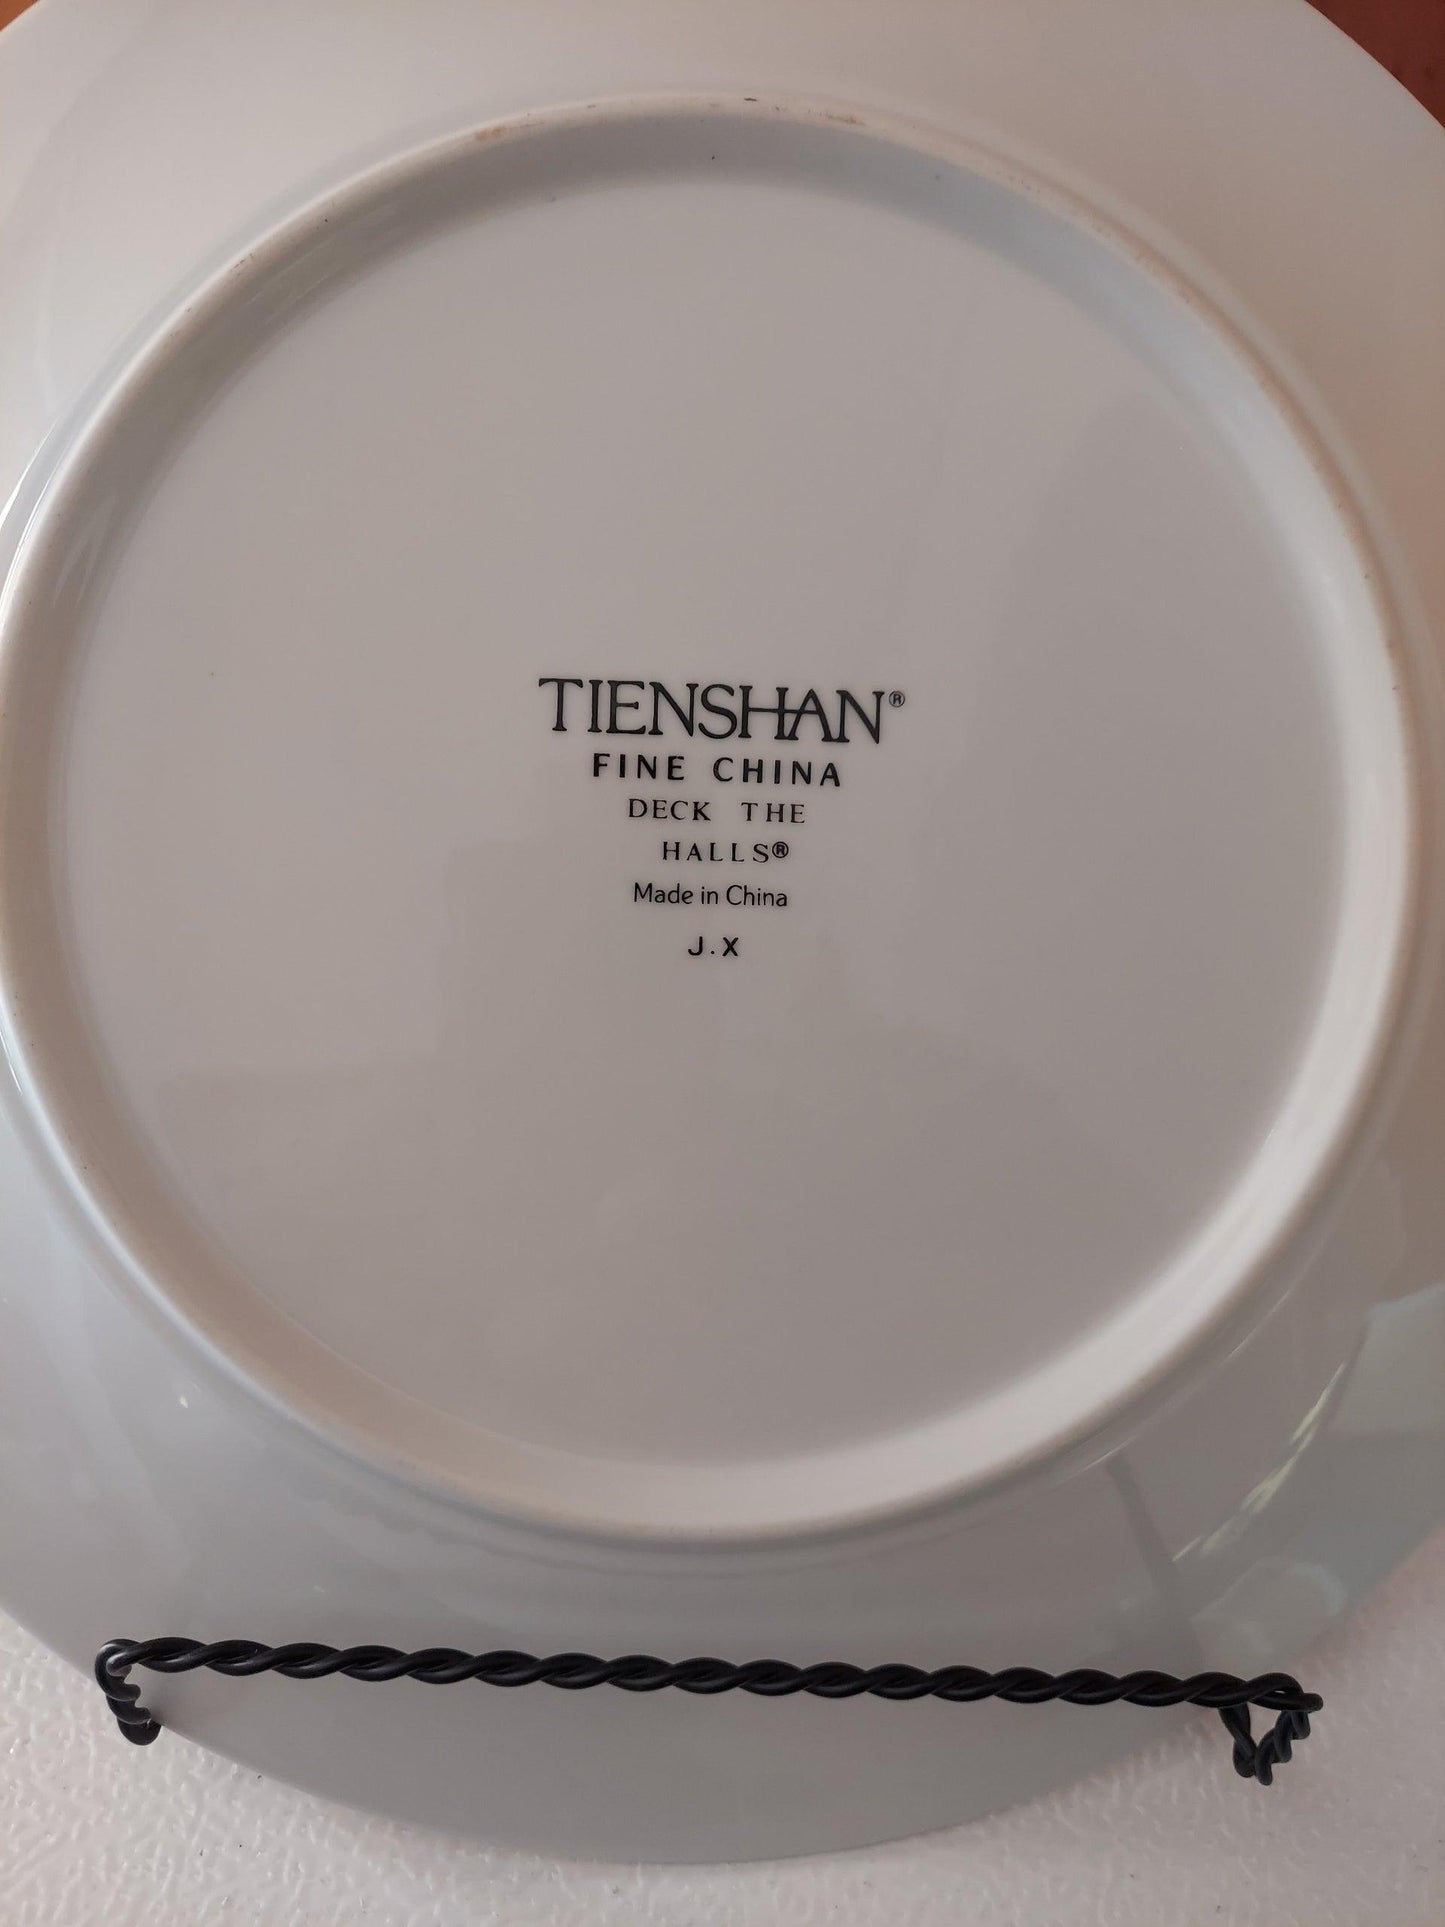 TIENSHAN®
FINE CHINA
DECK THE
HALLS®
Made in China
J.X